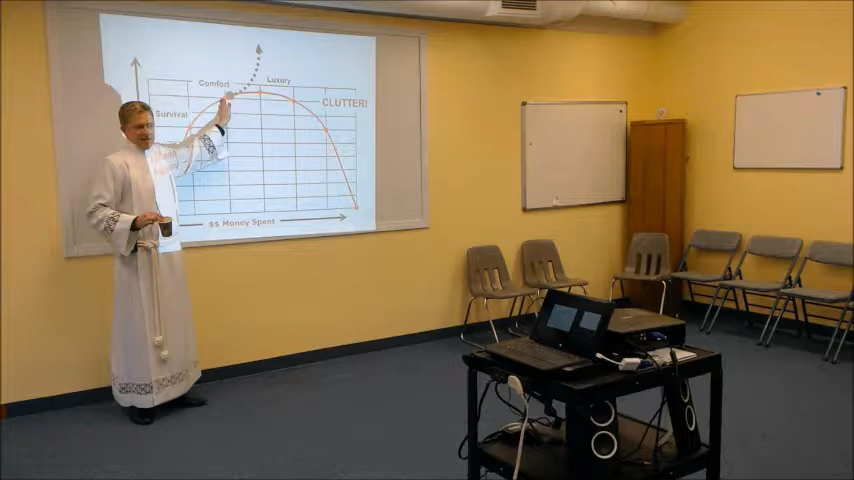 Comfort
Luxury
CLUTTER!
Survival
$$ Money Spent